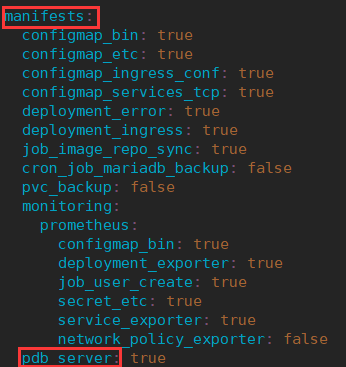 manifests:
  configmap_bin: true
  configmap_etc: true
  configmap_ingress_conf: true
  configmap_services_tcp: true
  deployment_error: true
  deployment_ingress: true
  job_image_repo_sync: true
  cron_job_mariadb_backup: false
  pvc_backup: false
  monitoring:
    prometheus:
      configmap_bin: true
      deployment_exporter: true
      job_user_create: true
      secret_etc: true
      service_exporter: true
      network_policy_exporter: false
  pdb_server: true